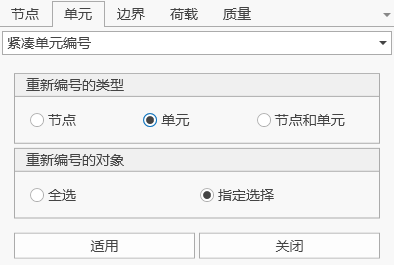 节点 单元 边界 荷载 质量
紧凑单元编号
重新编号的类型
节点 单元 节点和单元
重新编号的对象
全选 指定选择
适用 关闭